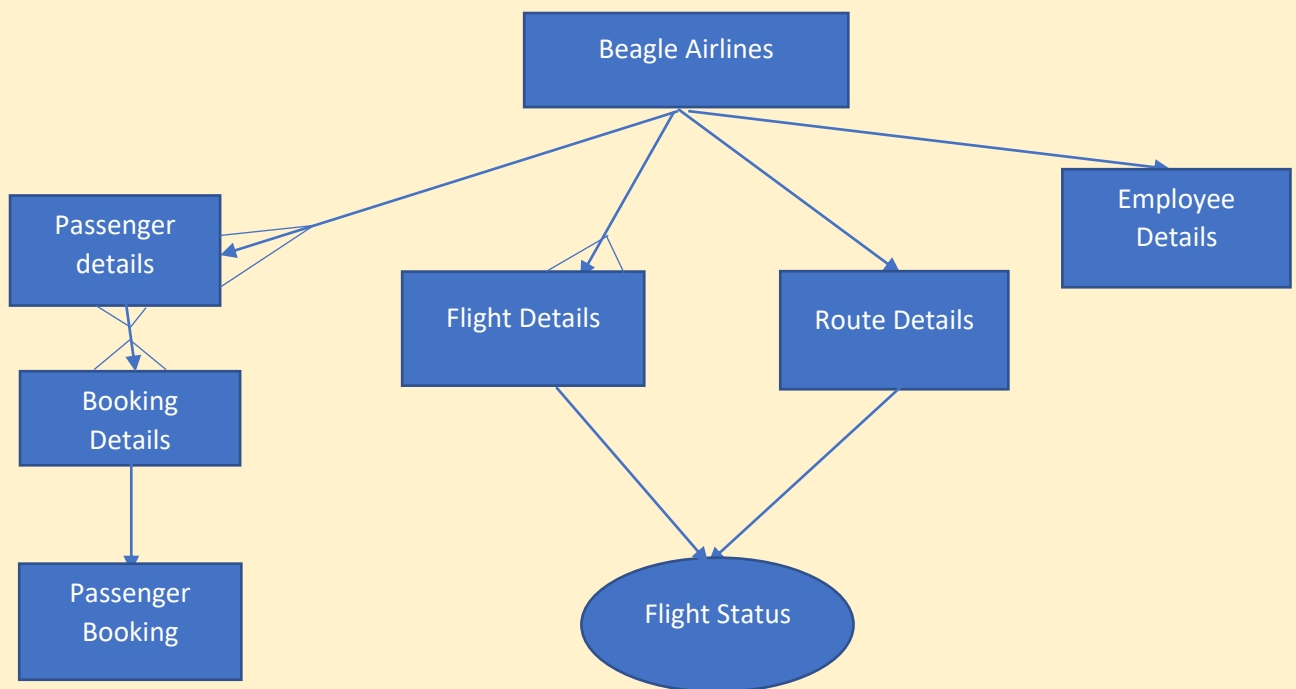 Beagle Airlines
Passenger
details
Employee
Details
Flight Details
Route Details
Booking
Details
Passenger
Booking
Flight Status